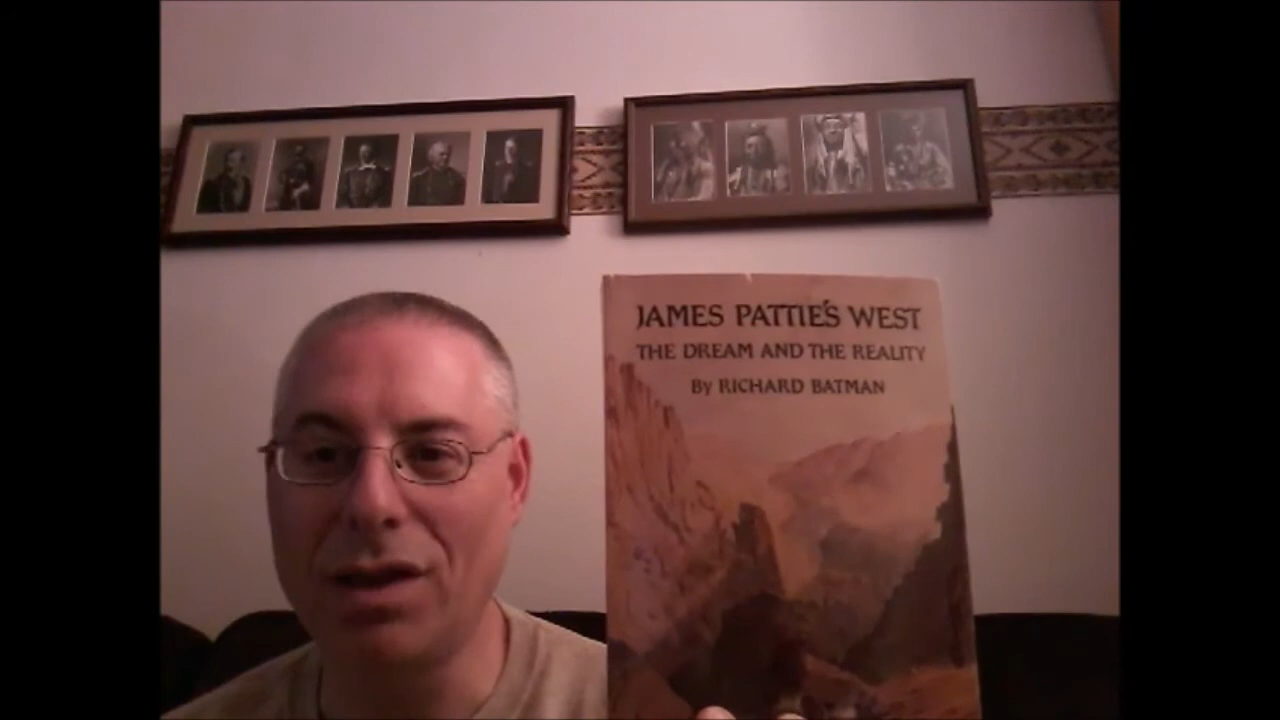 JAMES PATTIE'S WEST
THE DREAM AND THE REALITY
By RICHARD BATMAN